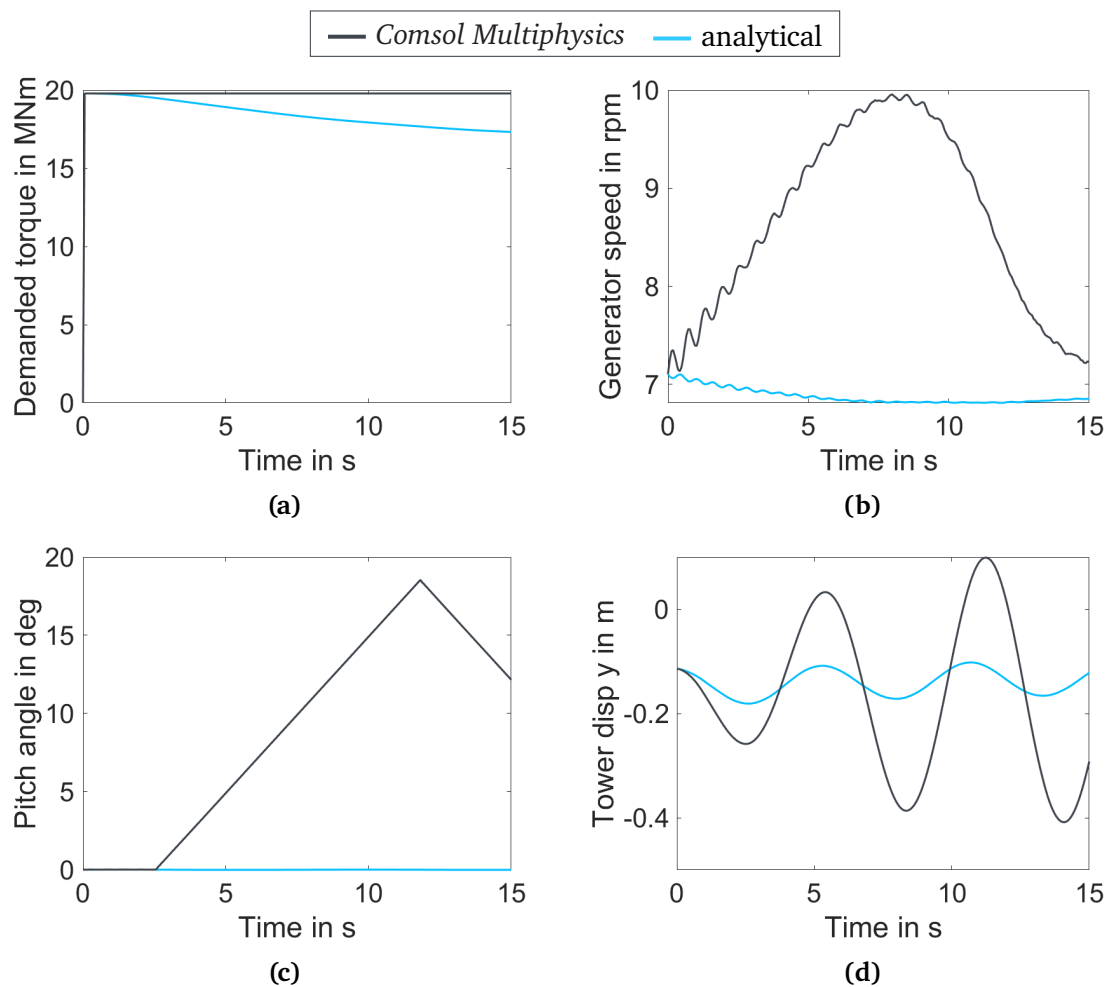 Comsol Multiphysics analytical
Demanded torque in MNm
20
15
10
5
0
0 5 10 15
Time in s
(a)
Generator speed in rpm
10
9
8
7
0 5 10 15
Time in s
(b)
Pitch angle in deg
20
15
10
5
0
0 5 10 15
Time in s
(c)
Tower disp y in m
0
-0.2
-0.4
0 5 10 15
Time in s
(d)